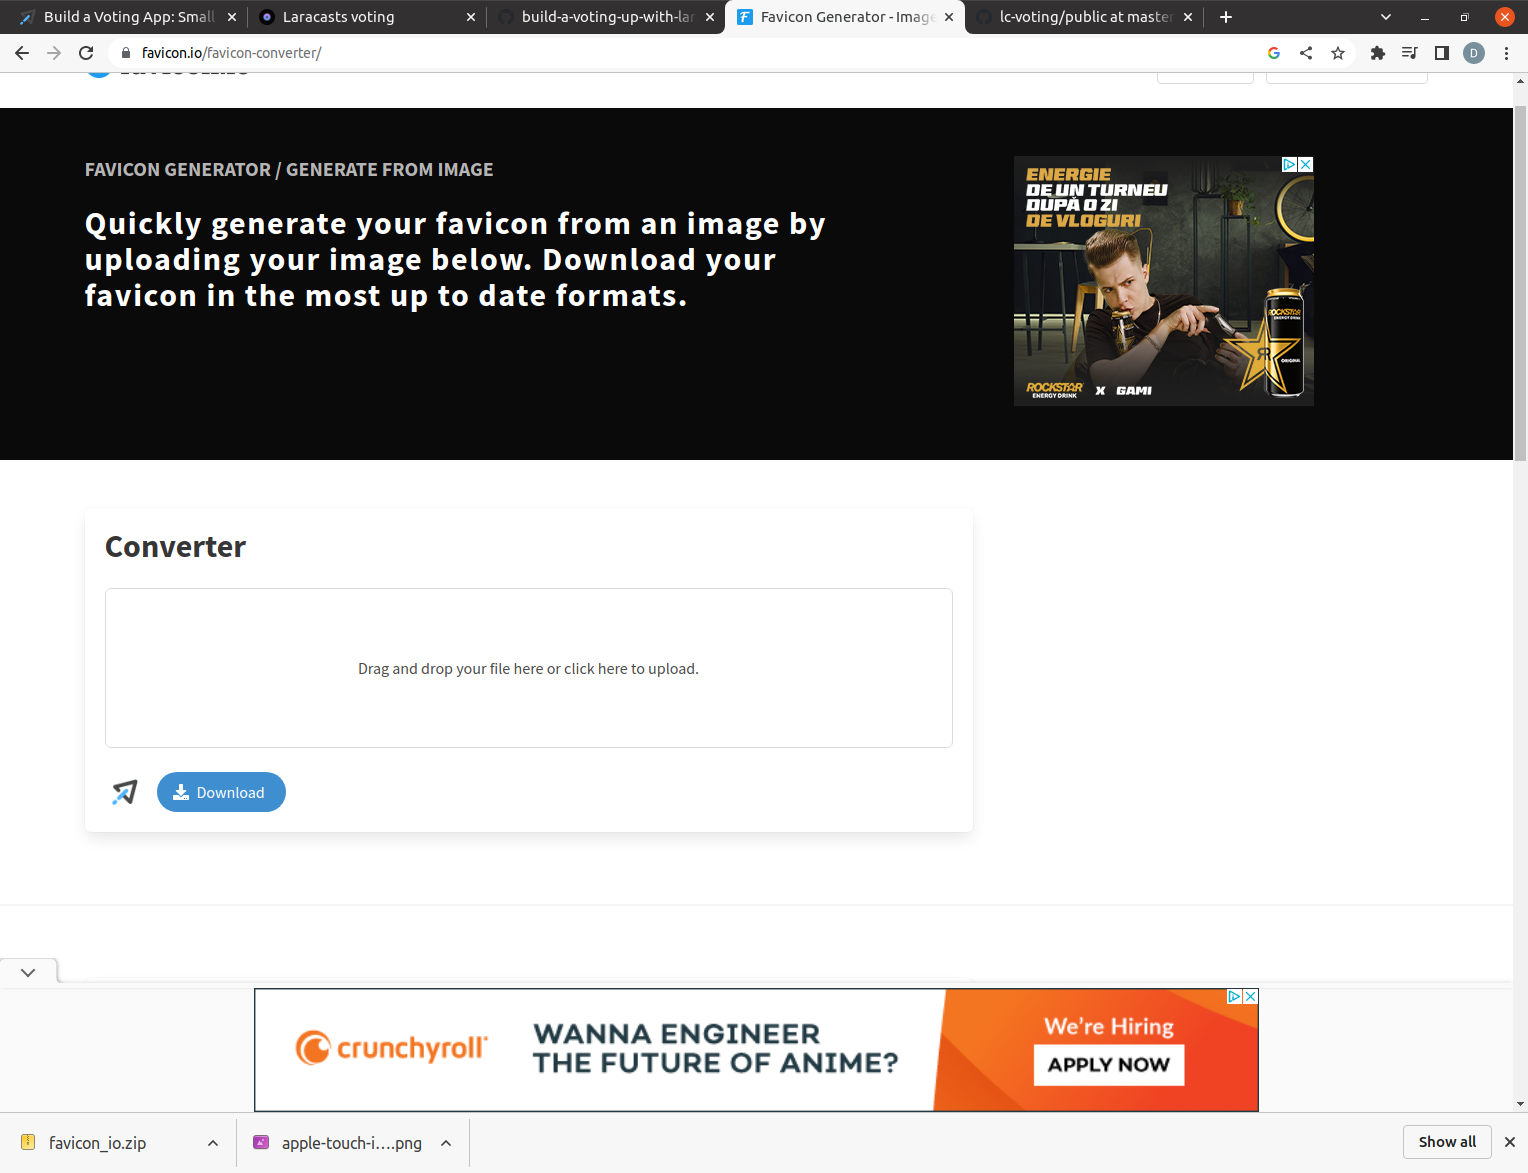 Build a Voting App: Small
Laracasts voting
build-a-voting-up-with-lar
Favicon Generator - Image
lc-voting/public at master
favicon.io/favicon-converter/
D
FAVICON GENERATOR / GENERATE FROM IMAGE
Quickly generate your favicon from an image by
uploading your image below. Download your
favicon in the most up to date formats.
ENERGIE
DE UN TURNEU
DUPĂ O ZI
DE VLOGURI
ROCKSTAR
ENERGY DRINK
ORIGINAL
ROCKSTAR
ENERGY DRINK
X GAMI
Converter
Drag and drop your file here or click here to upload.
Download
crunchyroll
WANNA ENGINEER
THE FUTURE OF ANIME?
We're Hiring
APPLY NOW
favicon_io.zip
apple-touch-i....png
Show all